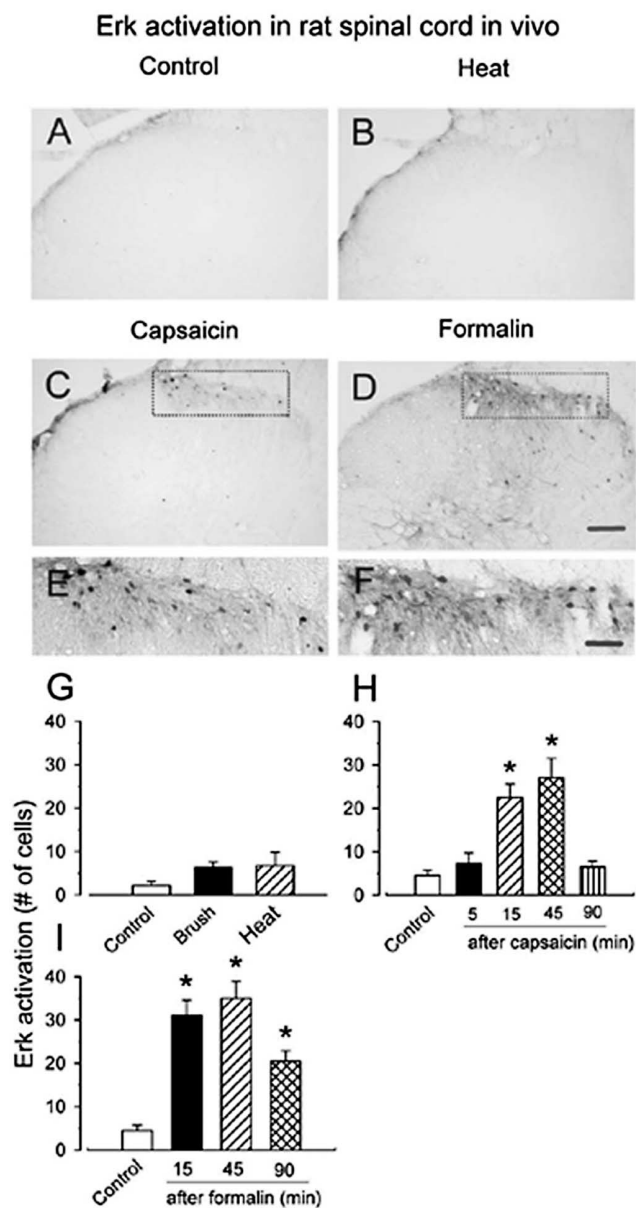 Erk activation in rat spinal cord in vivo
Control Heat
A B
Capsaicin Formalin
C D
E F
G H
40 40
30 30
20 20
10 10
0 0
Control Brush Heat
Control 5 15 45 90
after capsaicin (min)
* *
I
Erk activation (# of cells)
40
30
20
10
0
* * *
Control 15 45 90
after formalin (min)